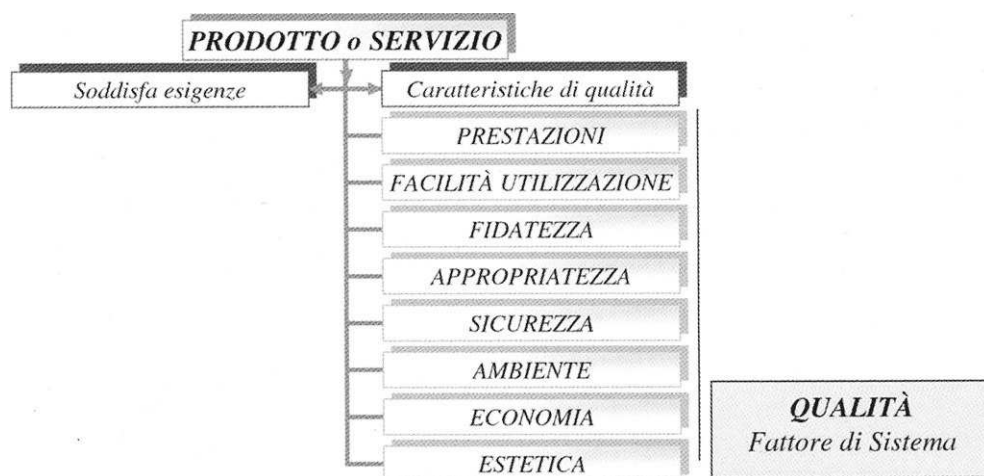 PRODOTTO o SERVIZIO
Soddisfa esigenze
Caratteristiche di qualità
PRESTAZIONI
FACILITÀ UTILIZZAZIONE
FIDATEZZA
APPROPRIATEZZA
SICUREZZA
AMBIENTE
ECONOMIA
ESTETICA
QUALITÀ
Fattore di Sistema